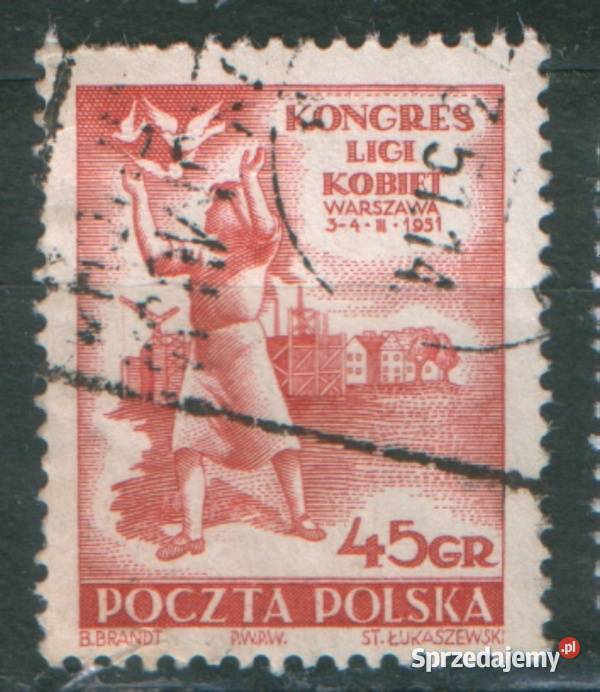 KONGRES
LIGI
KOBIET
WARSZAWA
3-4·III·1951
45GR
POCZTA POLSKA
B.BRANDT P.W.P.W. ST. ŁUKASZEWSKI
Sprzedajemy.pl